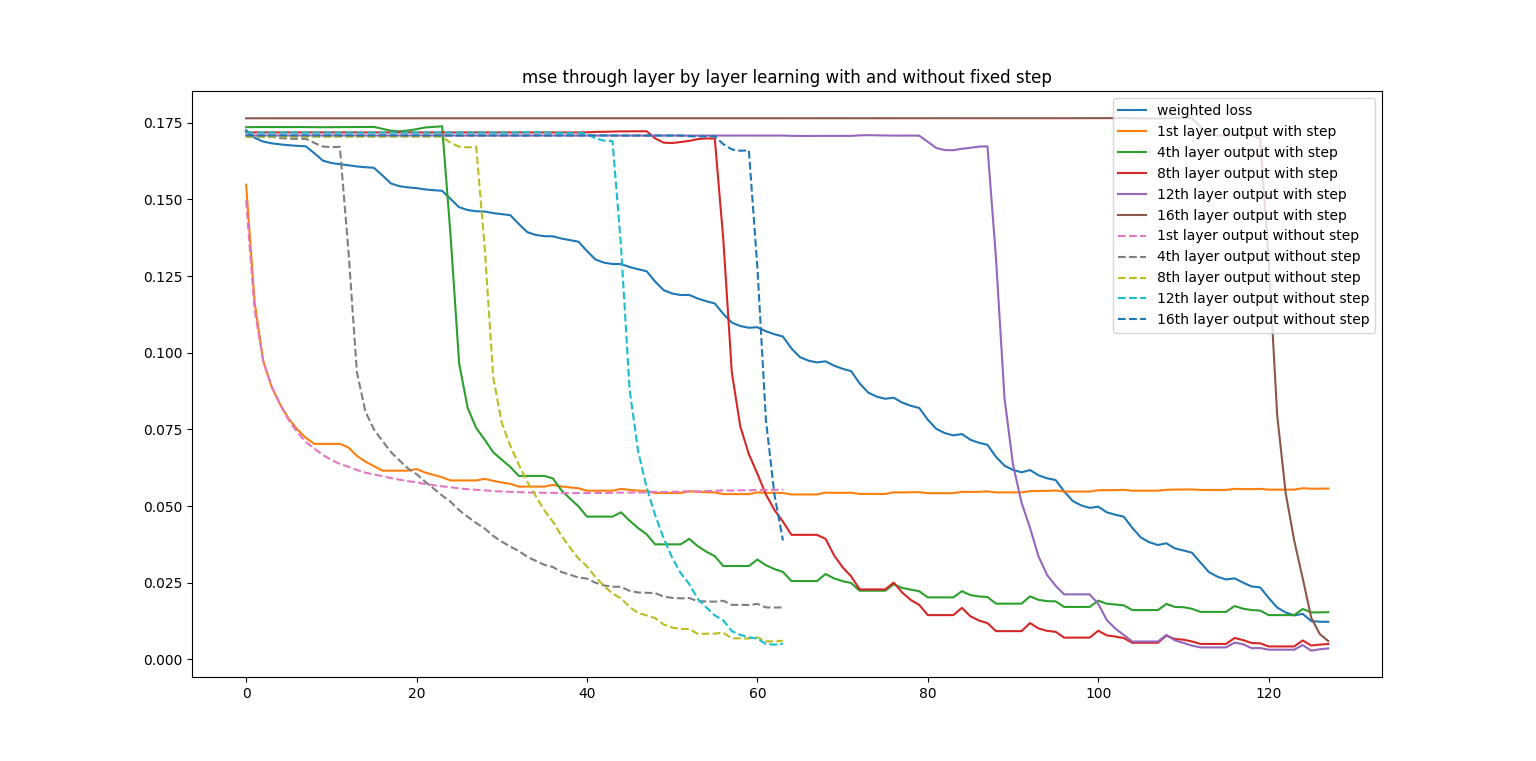 mse through layer by layer learning with and without fixed step
0.175
0.150
0.125
0.100
0.075
0.050
0.025
0.000
0
20
40
60
80
100
120
weighted loss
1st layer output with step
4th layer output with step
8th layer output with step
12th layer output with step
16th layer output with step
1st layer output without step
4th layer output without step
8th layer output without step
12th layer output without step
16th layer output without step